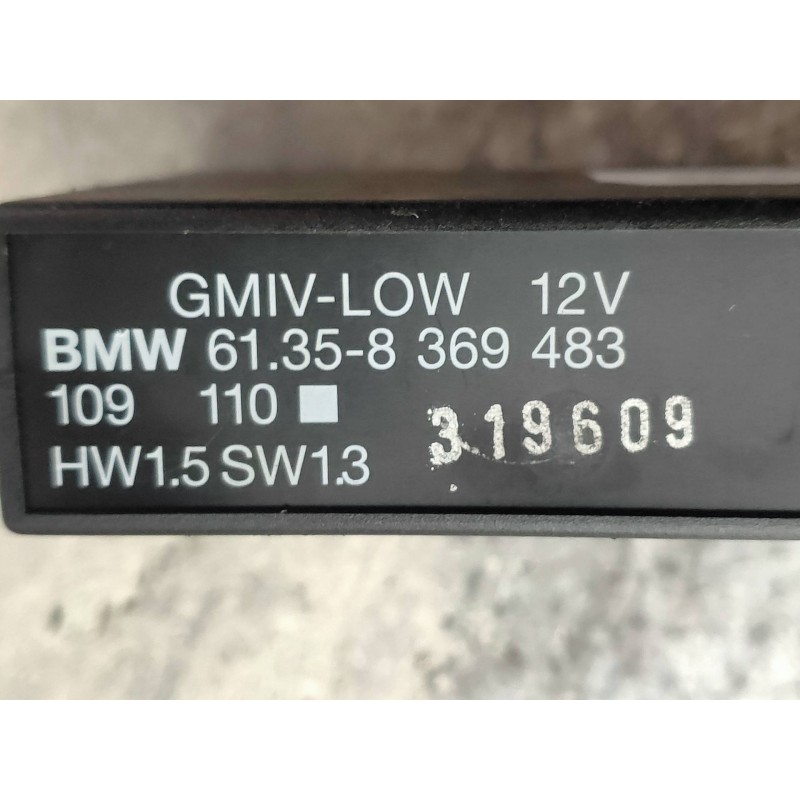 GMIV-LOW 12V
BMW 61.35-8 369 483
109 110
HW1.5 SW1.3 319609